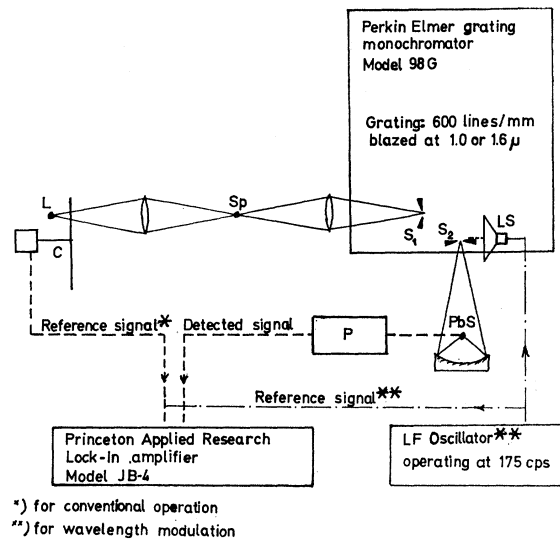 Perkin Elmer grating
monochromator
Model 98G
Grating: 600 lines/mm
blazed at 1.0 or 1.6 µ
L
Sp
S₁
S₂
LS
C
PbS
Reference signal*
Detected signal
P
Reference signal**
Princeton Applied Research
Lock-In amplifier
Model JB-4
LF Oscillator**
operating at 175 cps
*) for conventional operation
**) for wavelength modulation